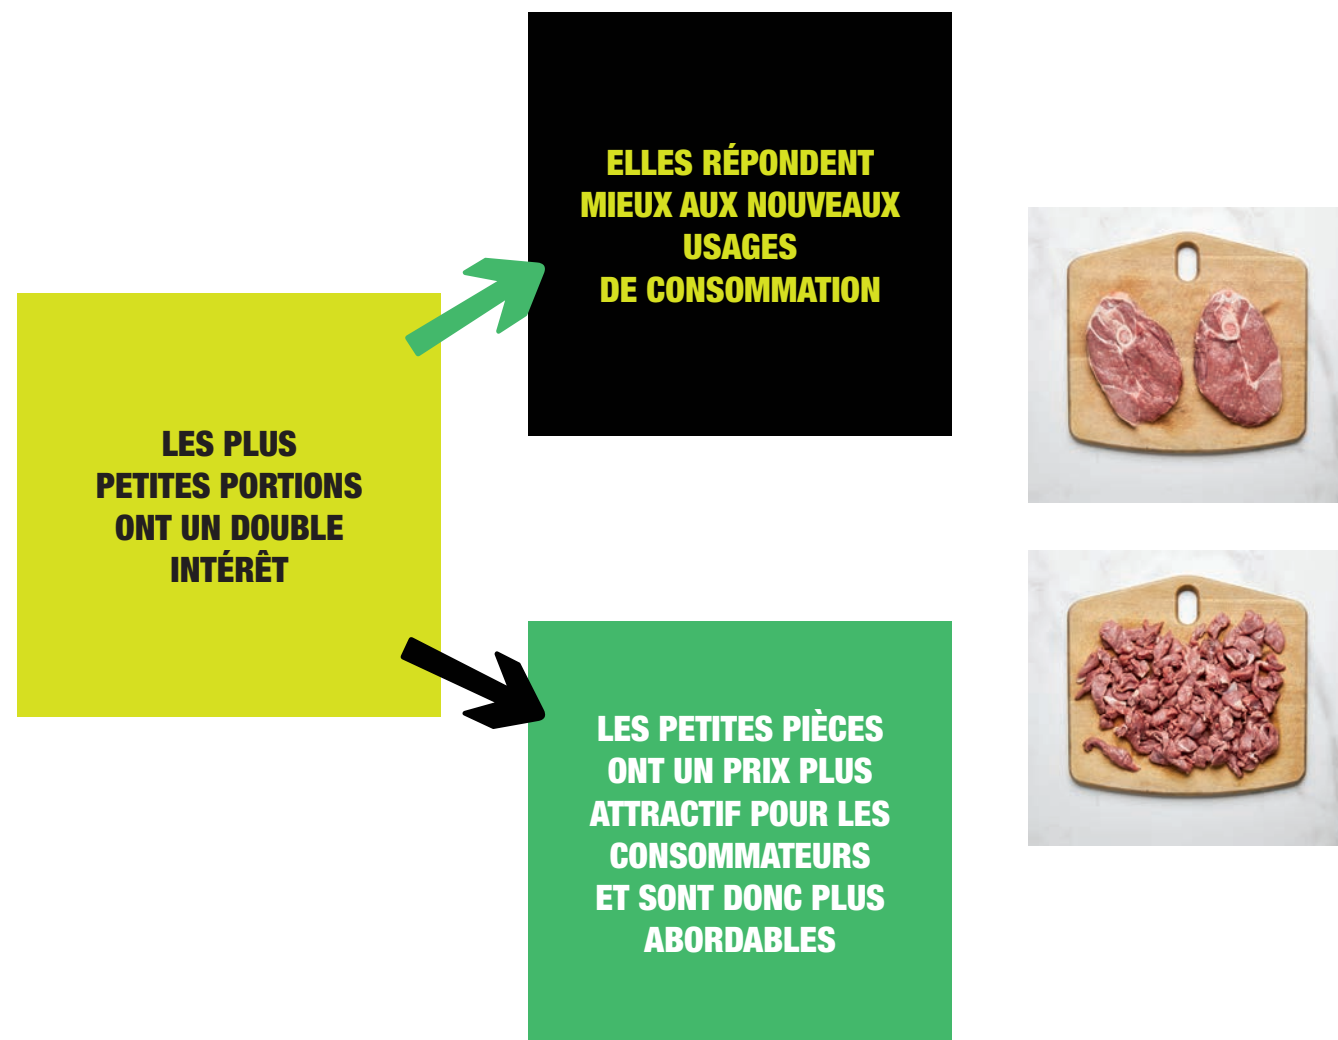 LES PLUS
PETITES PORTIONS
ONT UN DOUBLE
INTÉRÊT
ELLES RÉPONDENT
MIEUX AUX NOUVEAUX
USAGES
DE CONSOMMATION
LES PETITES PIÈCES
ONT UN PRIX PLUS
ATTRACTIF POUR LES
CONSOMMATEURS
ET SONT DONC PLUS
ABORDABLES